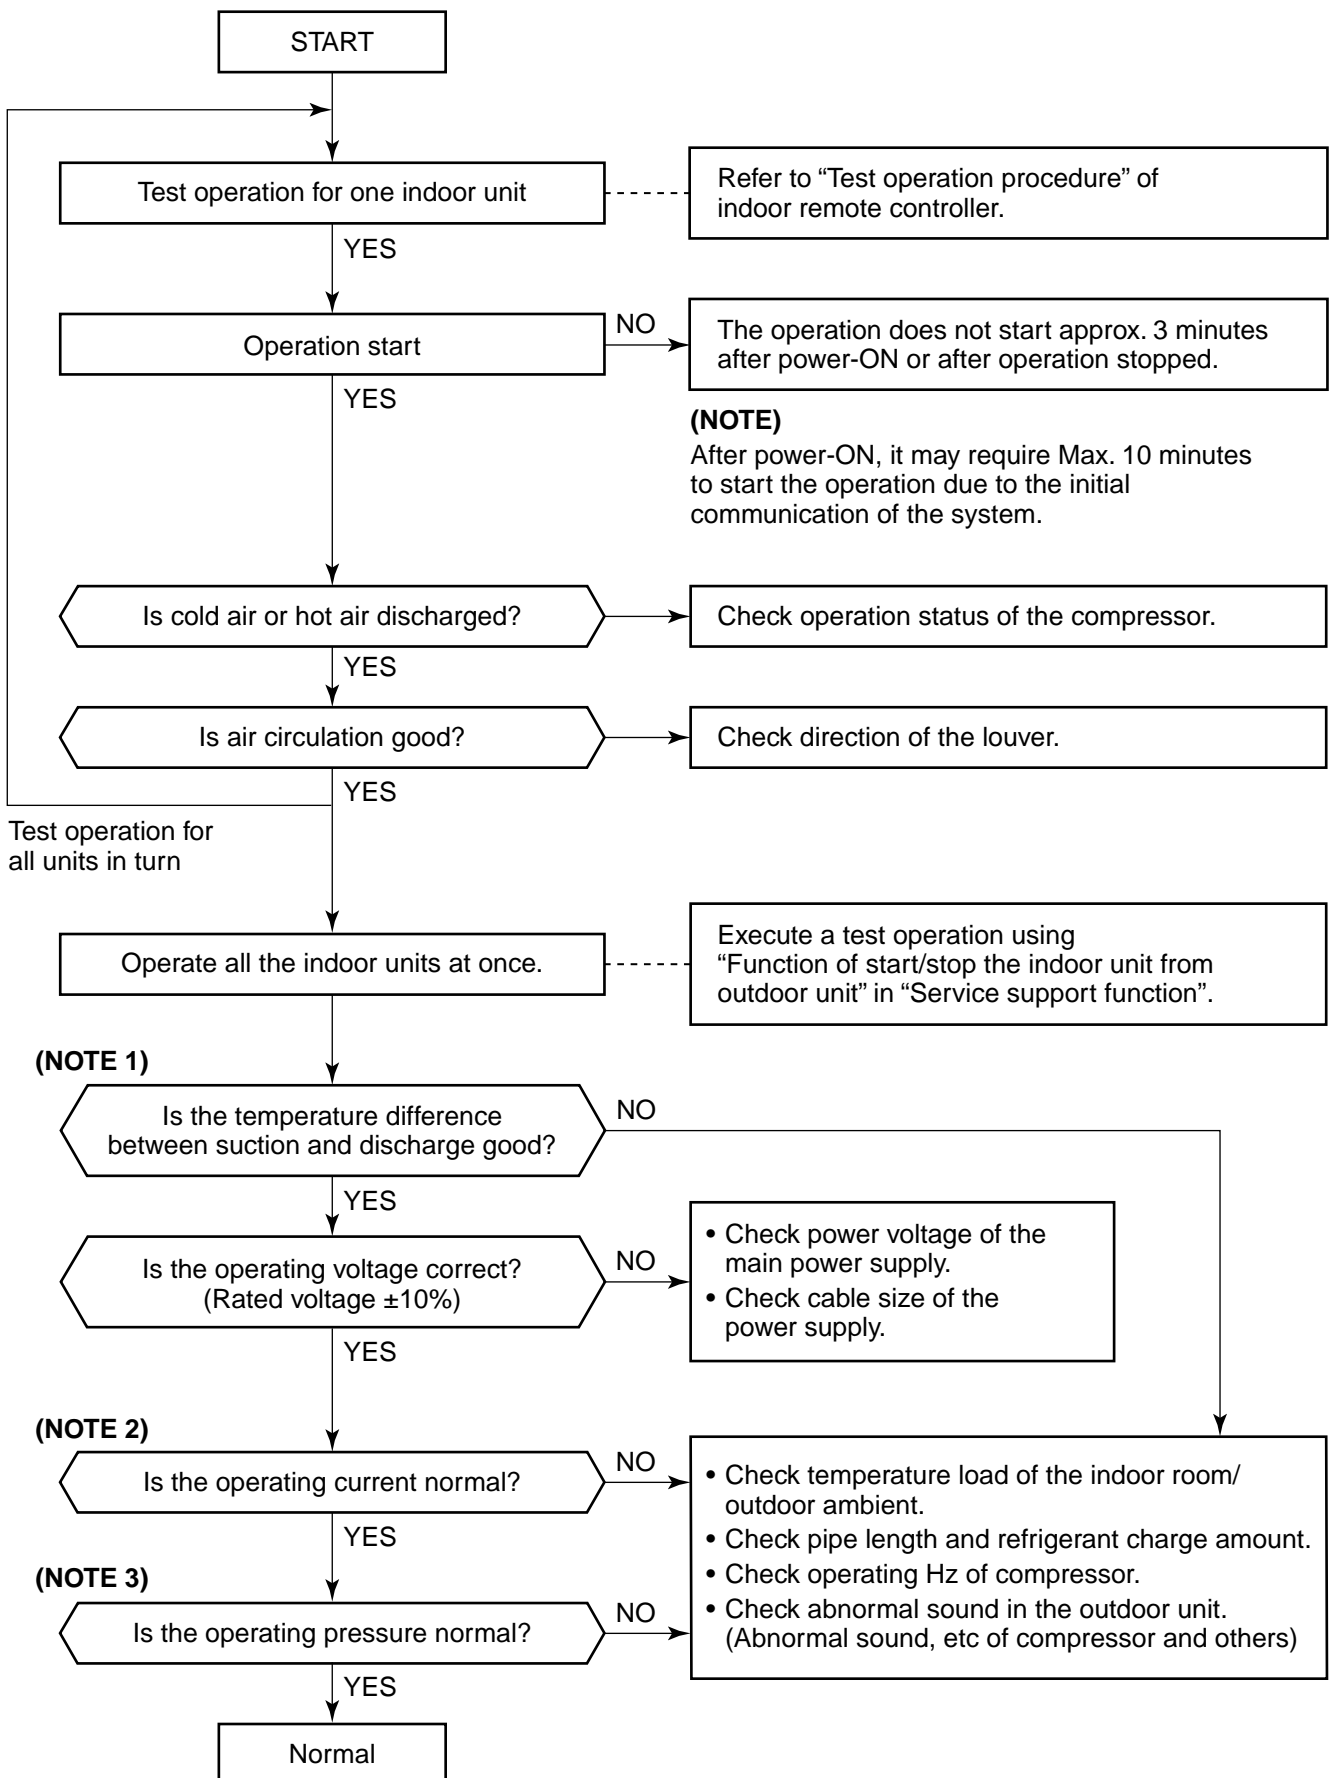 START
Test operation for one indoor unit
Refer to “Test operation procedure” of
indoor remote controller.
YES
Operation start
NO
The operation does not start approx. 3 minutes
after power-ON or after operation stopped.
YES
(NOTE)
After power-ON, it may require Max. 10 minutes
to start the operation due to the initial
communication of the system.
Is cold air or hot air discharged?
Check operation status of the compressor.
YES
Is air circulation good?
Check direction of the louver.
YES
Test operation for
all units in turn
Operate all the indoor units at once.
Execute a test operation using
“Function of start/stop the indoor unit from
outdoor unit” in “Service support function”.
(NOTE 1)
Is the temperature difference
between suction and discharge good?
NO
YES
Is the operating voltage correct?
(Rated voltage ±10%)
NO
• Check power voltage of the
main power supply.
• Check cable size of the
power supply.
YES
(NOTE 2)
Is the operating current normal?
NO
• Check temperature load of the indoor room/
outdoor ambient.
• Check pipe length and refrigerant charge amount.
• Check operating Hz of compressor.
• Check abnormal sound in the outdoor unit.
(Abnormal sound, etc of compressor and others)
YES
(NOTE 3)
Is the operating pressure normal?
NO
YES
Normal